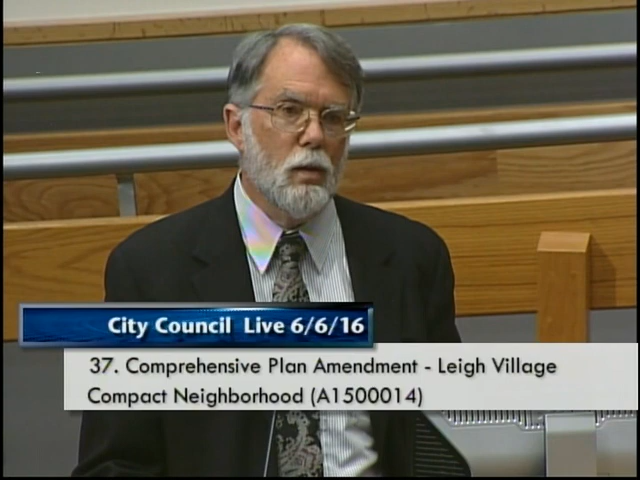 City Council Live 6/6/16
37. Comprehensive Plan Amendment - Leigh Village
Compact Neighborhood (A1500014)